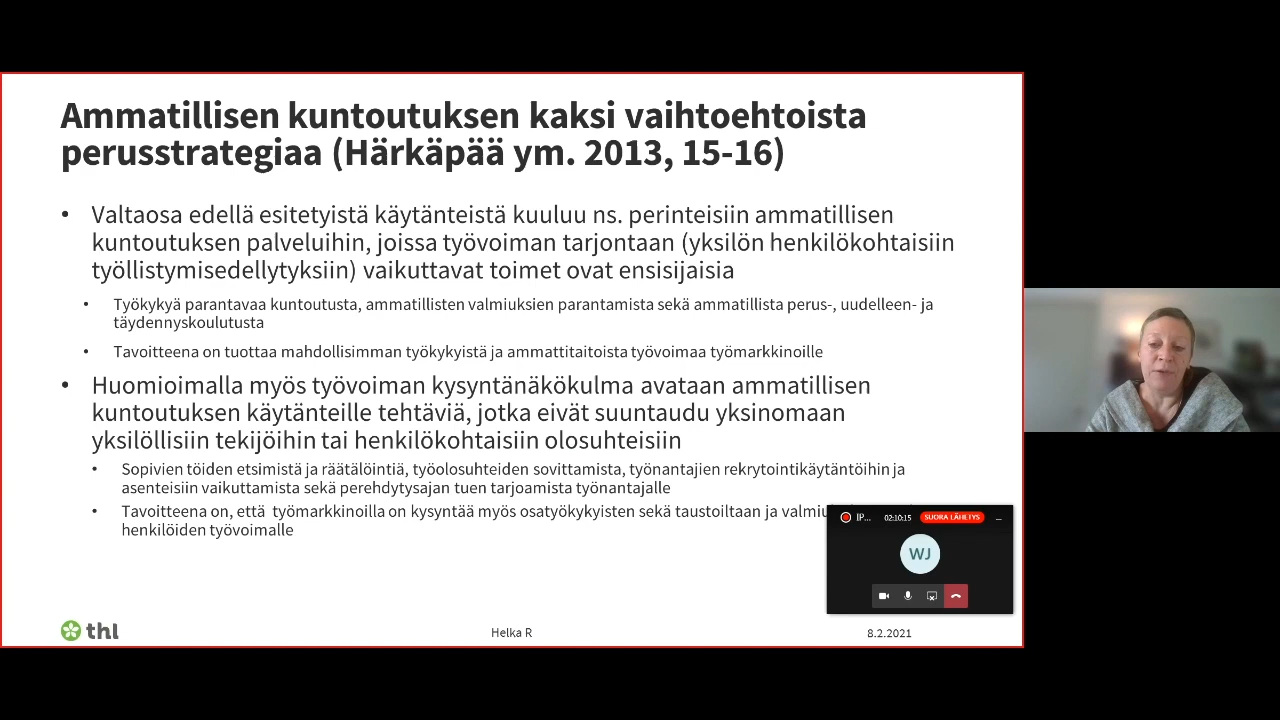 Ammatillisen kuntoutuksen kaksi vaihtoehtoista
perusstrategiaa (Härkäpää ym. 2013, 15-16)
• Valtaosa edellä esitetyistä käytänteistä kuuluu ns. perinteisiin ammatillisen
kuntoutuksen palveluihin, joissa työvoiman tarjontaan (yksilön henkilökohtaisiin
työllistymisedellytyksiin) vaikuttavat toimet ovat ensisijaisia
• Työkykyä parantavaa kuntoutusta, ammatillisten valmiuksien parantamista sekä ammatillista perus-, uudelleen- ja
täydennyskoulutusta
• Tavoitteena on tuottaa mahdollisimman työkykyistä ja ammattitaitoista työvoimaa työmarkkinoille
• Huomioimalla myös työvoiman kysyntänäkökulma avataan ammatillisen
kuntoutuksen käytänteille tehtäviä, jotka eivät suuntaudu yksinomaan
yksilöllisiin tekijöihin tai henkilökohtaisiin olosuhteisiin
• Sopivien töiden etsimistä ja räätälöintiä, työolosuhteiden sovittamista, työnantajien rekrytointikäytäntöihin ja
asenteisiin vaikuttamista sekä perehdytysajan tuen tarjoamista työnantajalle
• Tavoitteena on, että työmarkkinoilla on kysyntää myös osatyökykyisten sekä taustoiltaan ja
henkilöiden työvoimalle
IP... 02:10:15 SUORA LÄHETYS
WJ
thl
Helka R
8.2.2021